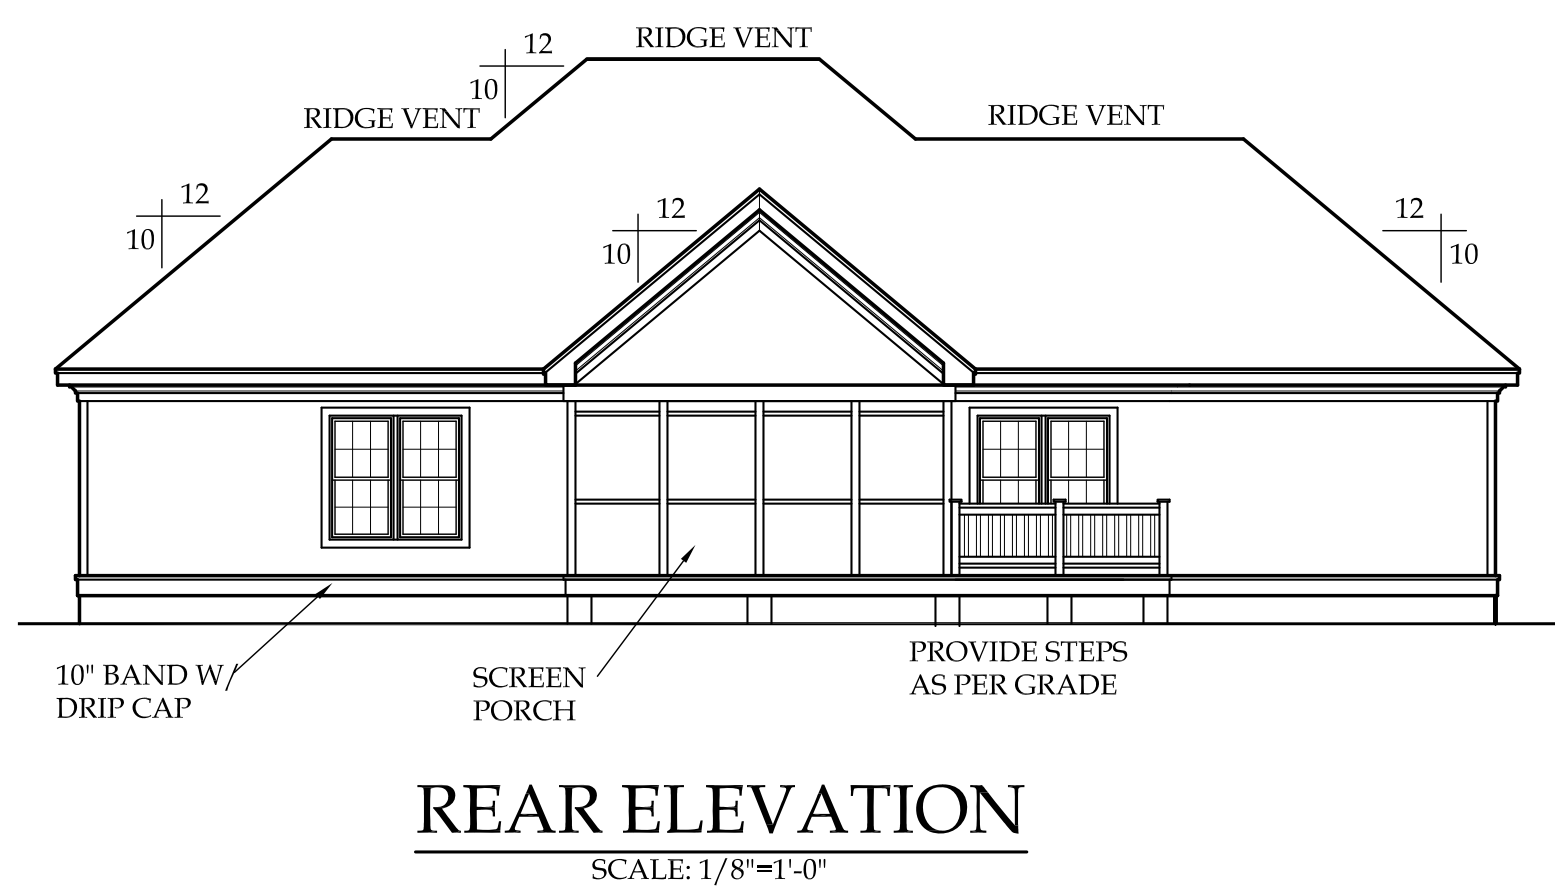 RIDGE VENT
12
10
RIDGE VENT
RIDGE VENT
12
10
12
10
12
10
10" BAND W/
DRIP CAP
SCREEN
PORCH
PROVIDE STEPS
AS PER GRADE
REAR ELEVATION
SCALE: 1/8"=1'-0"